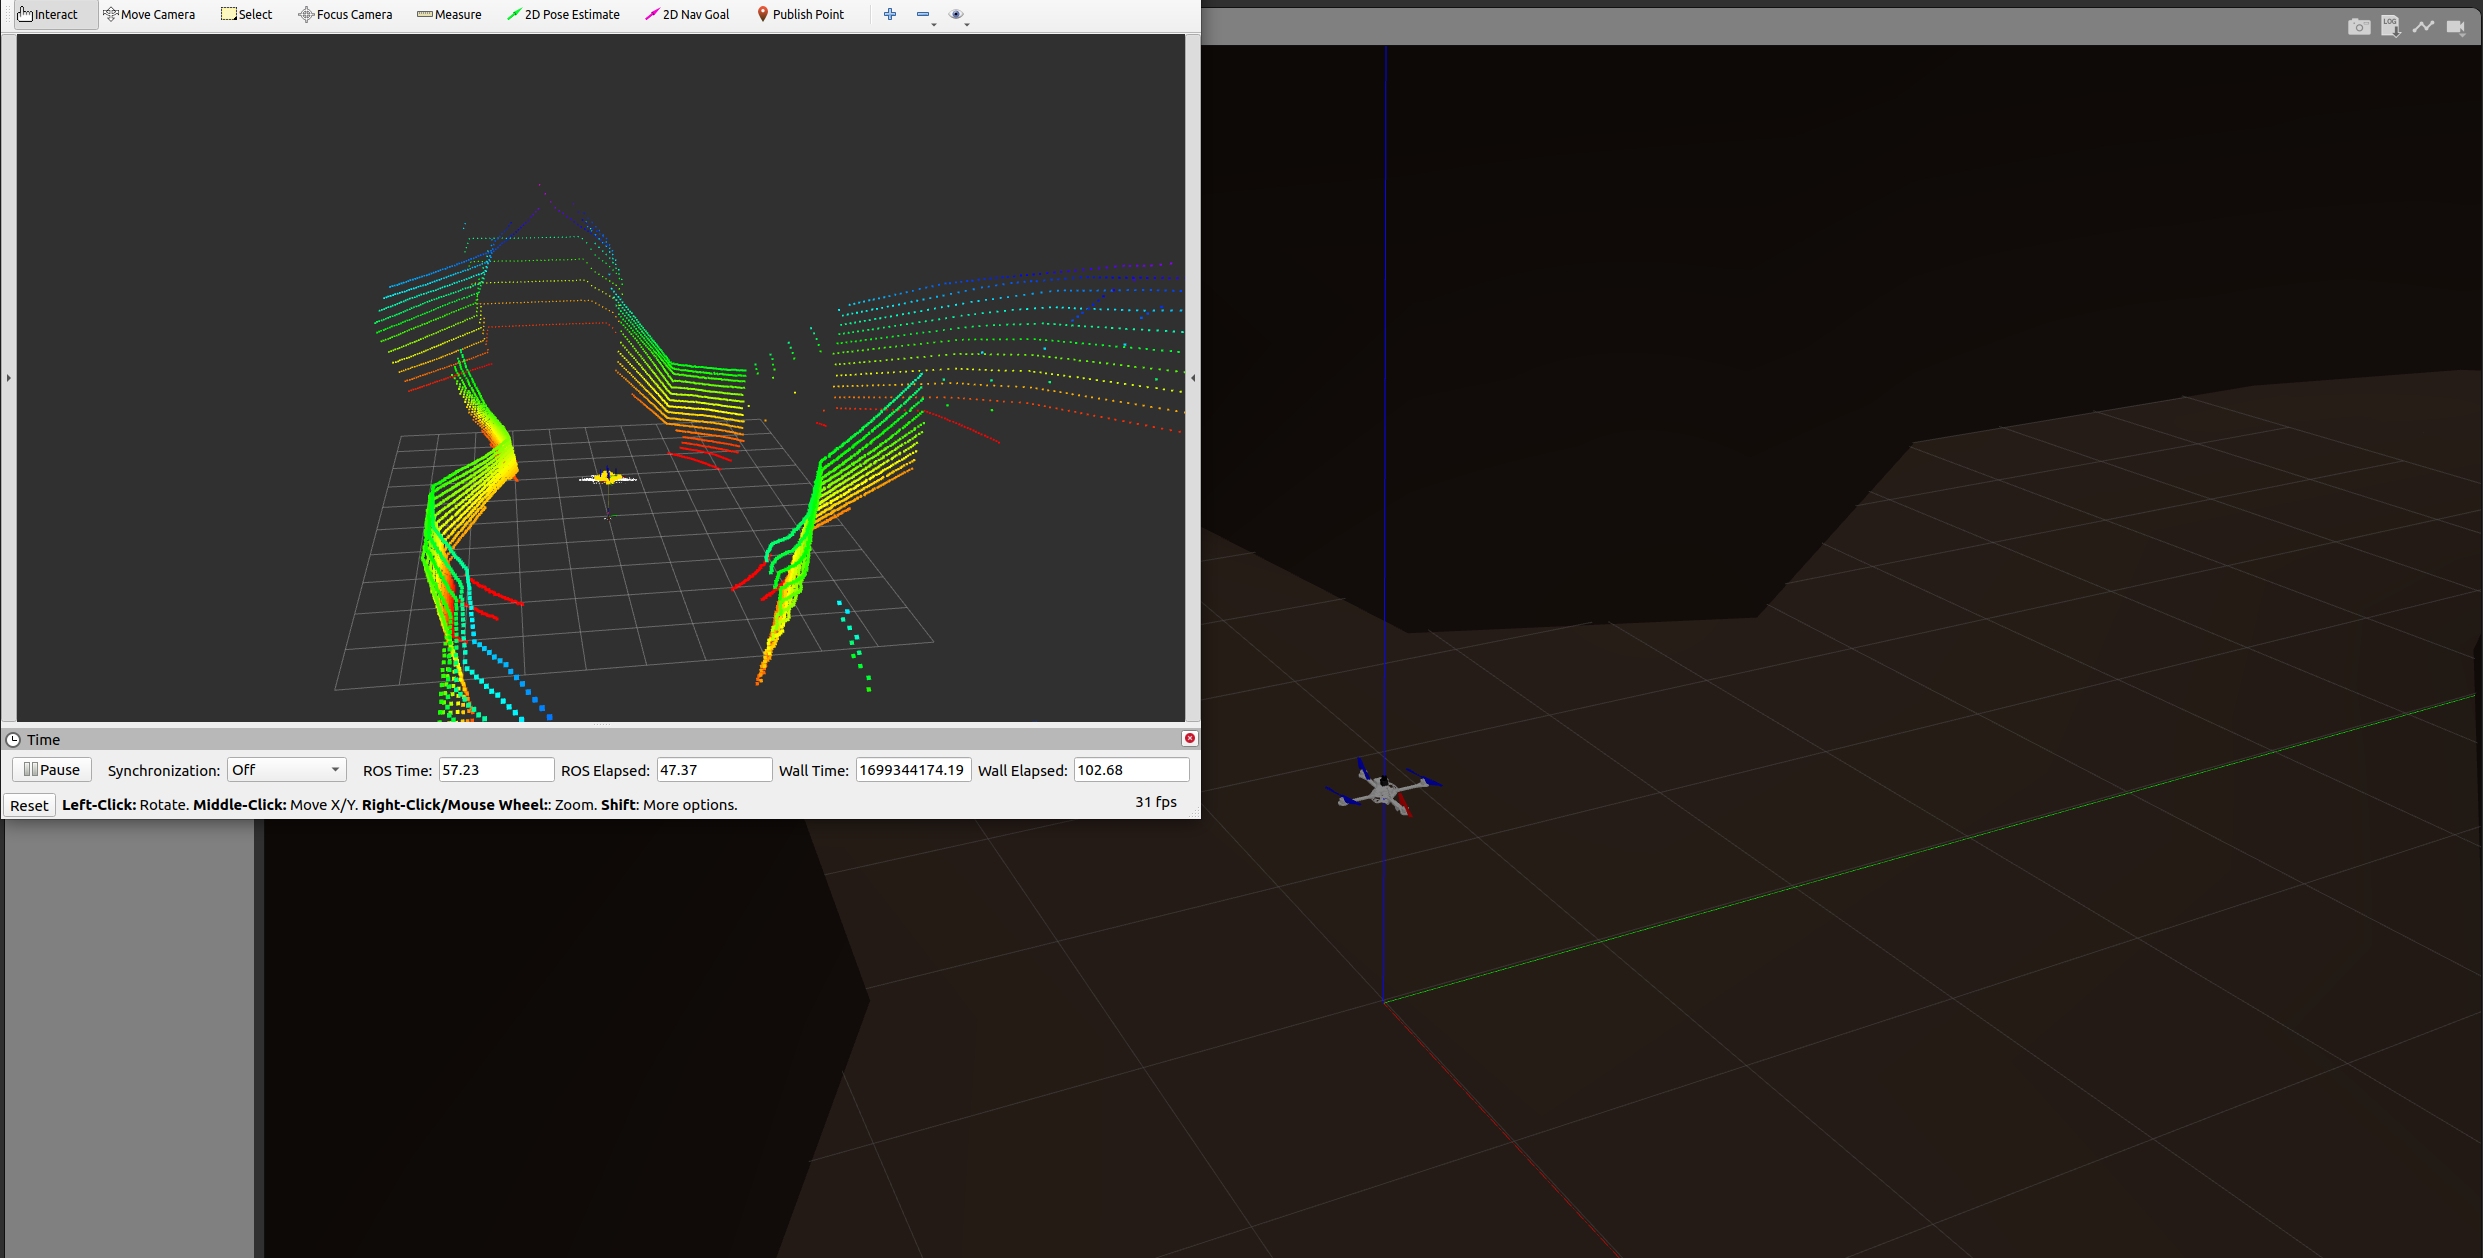 Interact Move Camera Select Focus Camera Measure 2D Pose Estimate 2D Nav Goal Publish Point
LOG
Time
Pause Synchronization: Off ROS Time: 57.23 ROS Elapsed: 47.37 Wall Time: 1699344174.19 Wall Elapsed: 102.68
Reset Left-Click: Rotate. Middle-Click: Move X/Y. Right-Click/Mouse Wheel:: Zoom. Shift: More options. 31 fps